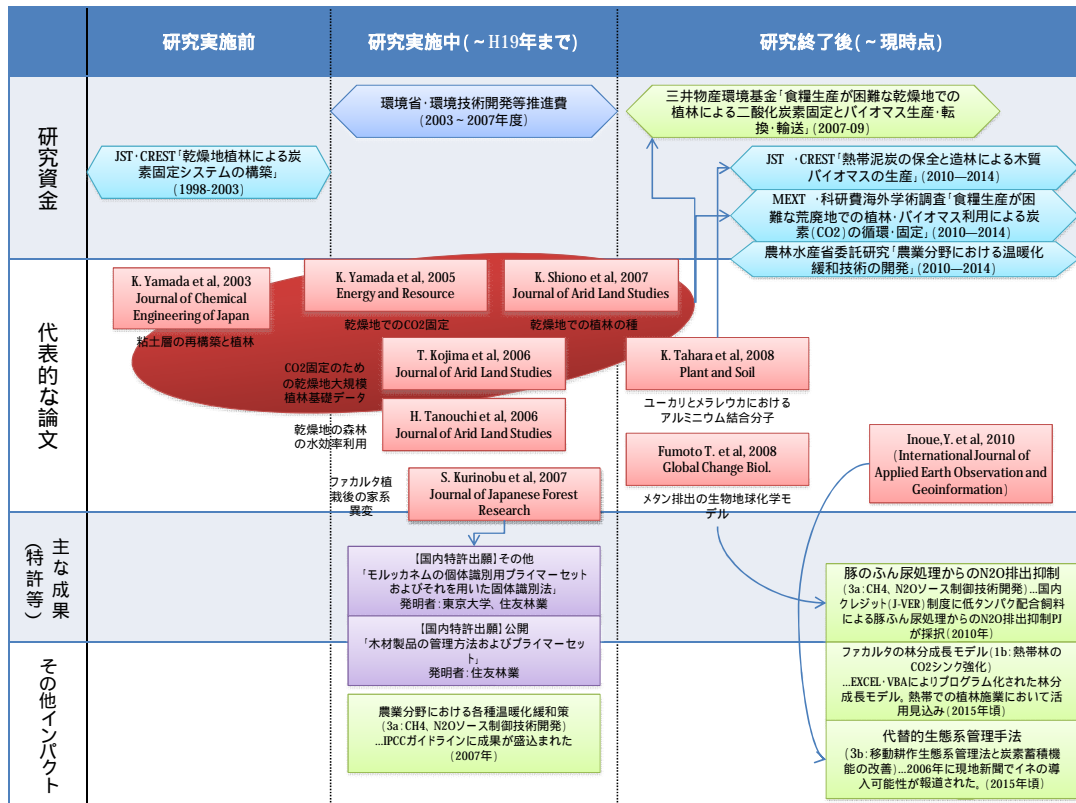 研究実施前
研究実施中(～H19年まで)
研究終了後(～現時点)
研究資金
環境省・環境技術開発等推進費
(2003～2007年度)
三井物産環境基金「食糧生産が困難な乾燥地での
植林による二酸化炭素固定とバイオマス生産・転
換・輸送」(2007-09)
JST・CREST「乾燥地植林による炭
素固定システムの構築」
(1998-2003)
JST ・CREST「熱帯泥炭の保全と造林による木質
バイオマスの生産」(2010―2014)
MEXT ・科研費海外学術調査「食糧生産が困
難な荒廃地での植林・バイオマス利用による炭
素(CO2)の循環・固定」(2010―2014)
農林水産省委託研究「農業分野における温暖化
緩和技術の開発」(2010―2014)
代表的な論文
K. Yamada et al, 2003
Journal of Chemical
Engineering of Japan
粘土層の再構築と植林
K. Yamada et al, 2005
Energy and Resource
乾燥地でのCO2固定
K. Shiono et al, 2007
Journal of Arid Land Studies
乾燥地での植林の種
CO2固定のため
の乾燥地大規模
植林基礎データ
T. Kojima et al, 2006
Journal of Arid Land Studies
乾燥地の森林
の水効率利用
H. Tanouchi et al, 2006
Journal of Arid Land Studies
ファカルタ植
栽後の家系
異変
S. Kurinobu et al, 2007
Journal of Japanese Forest
Research
K. Tahara et al, 2008
Plant and Soil
ユーカリとメラレウカにおける
アルミニウム結合分子
Fumoto T. et al, 2008
Global Change Biol.
メタン排出の生物地球化学モ
デル
Inoue,Y. et al, 2010
(International Journal of
Applied Earth Observation and
Geoinformation)
主な成果
(特許等)
【国内特許出願】その他
「モルッカネムの個体識別用プライマーセット
およびそれを用いた固体識別法」
発明者：東京大学、住友林業
【国内特許出願】公開
「木材製品の管理方法およびプライマーセッ
ト」
発明者：住友林業
豚のふん尿処理からのN2O排出抑制
(3a：CH4、N2Oソース制御技術開発)…国内
クレジット(J-VER)制度に低タンパク配合飼料
による豚ふん尿処理からのN2O排出抑制PJ
が採択(2010年)
その他インパクト
農業分野における各種温暖化緩和策
(3a：CH4、N2Oソース制御技術開発)
…IPCCガイドラインに成果が盛込まれた
(2007年)
ファカルタの林分成長モデル(1b：熱帯林の
CO2シンク強化)
…EXCEL・VBAによりプログラム化された林分
成長モデル。熱帯での植林施業において活
用見込み(2015年頃)
代替的生態系管理手法
(3b：移動耕作生態系管理法と炭素蓄積機
能の改善)…2006年に現地新聞でイネの導
入可能性が報道された。(2015年頃)